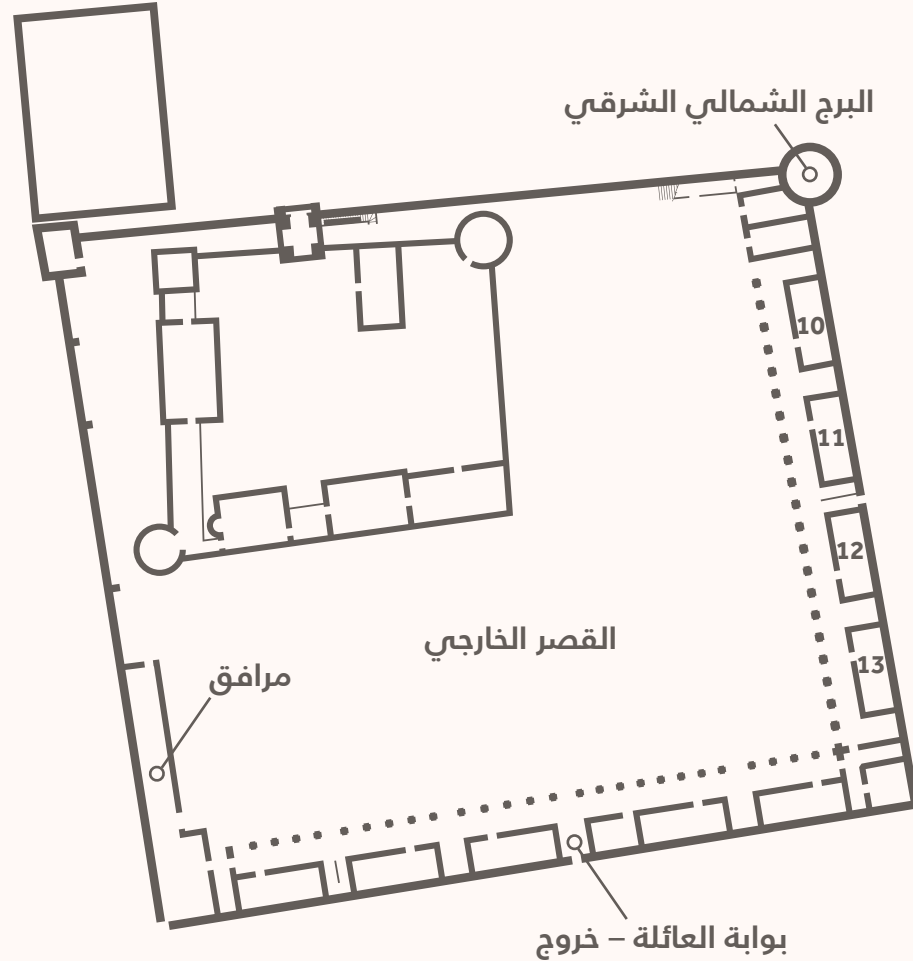 البرج الشمالي الشرقي
10
11
12
13
القصر الخارجي
مرافق
بوابة العائلة – خروج